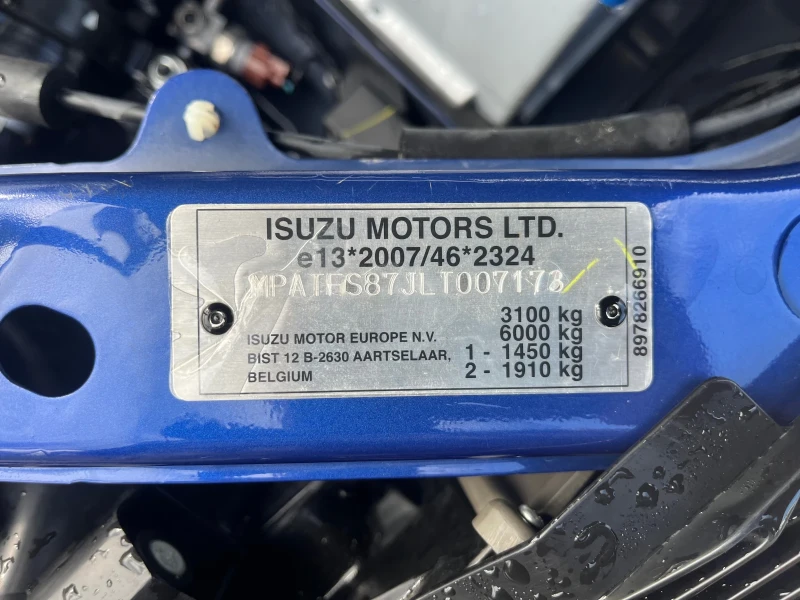 ISUZU MOTORS LTD.
e13*2007/46*2324
MPATFS87JLT007173
3100 kg
6000 kg
1 - 1450 kg
2 - 1910 kg
ISUZU MOTOR EUROPE N.V.
BIST 12 B-2630 AARTSELAAR,
BELGIUM
8978266910